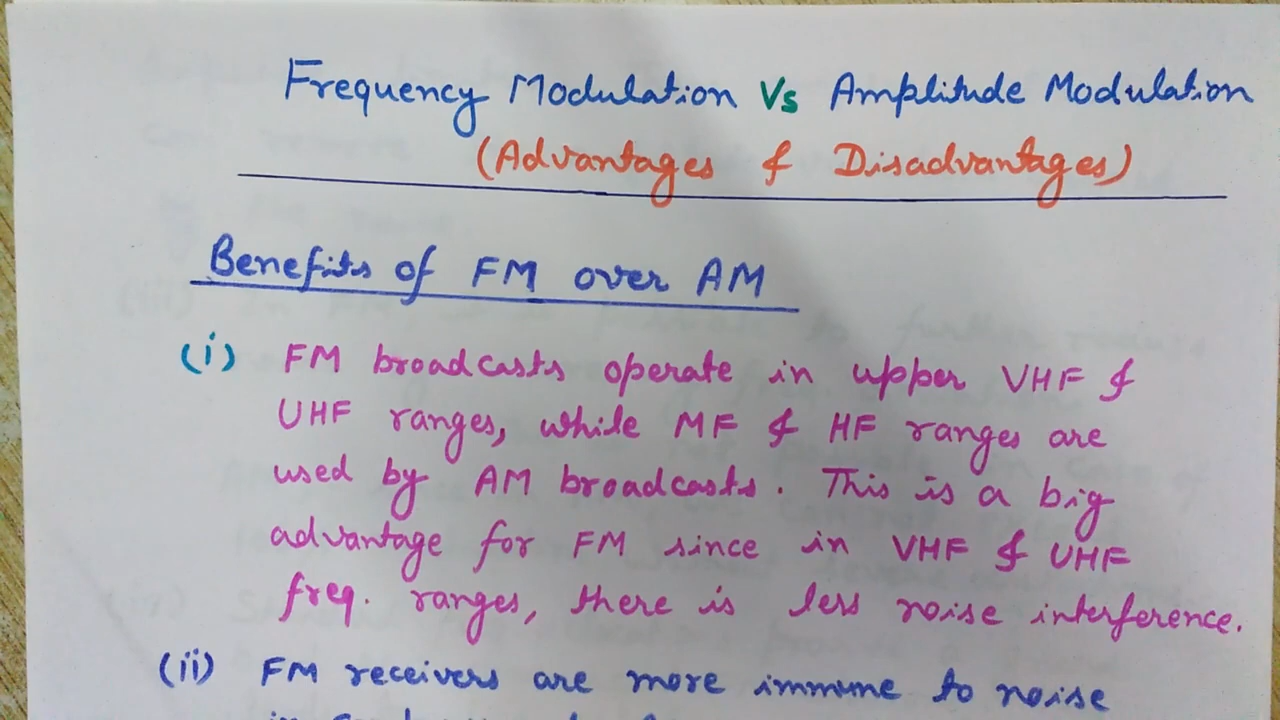 Frequency Modulation Vs Amplitude Modulation
(Advantages & Disadvantages)
Benefits of FM over AM
(i) FM broadcasts operate in upper VHF &
UHF ranges, while MF & HF ranges are
used by AM broadcasts. This is a big
advantage for FM since in VHF & UHF
freq. ranges, there is less noise interference.
(ii) FM receivers are more immune to noise